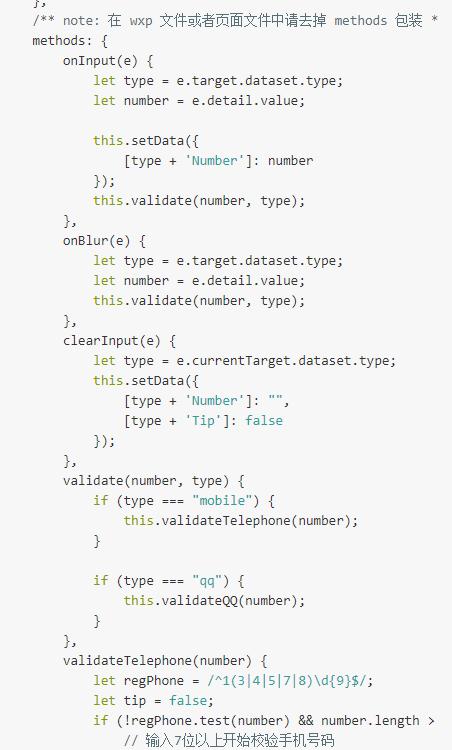 },
/** note: 在 wxp 文件或者页面文件中请去掉 methods 包装 *
methods: {
onInput(e) {
let type = e.target.dataset.type;
let number = e.detail.value;
this.setData({
[type + 'Number']: number
});
this.validate(number, type);
},
onBlur(e) {
let type = e.target.dataset.type;
let number = e.detail.value;
this.validate(number, type);
},
clearInput(e) {
let type = e.currentTarget.dataset.type;
this.setData({
[type + 'Number']: "",
[type + 'Tip']: false
});
},
validate(number, type) {
if (type === "mobile") {
this.validateTelephone(number);
}
if (type === "qq") {
this.validateQQ(number);
}
},
validateTelephone(number) {
let regPhone = /^1(3|4|5|7|8)\d{9}$/;
let tip = false;
if (!regPhone.test(number) && number.length >
// 输入7位以上开始校验手机号码